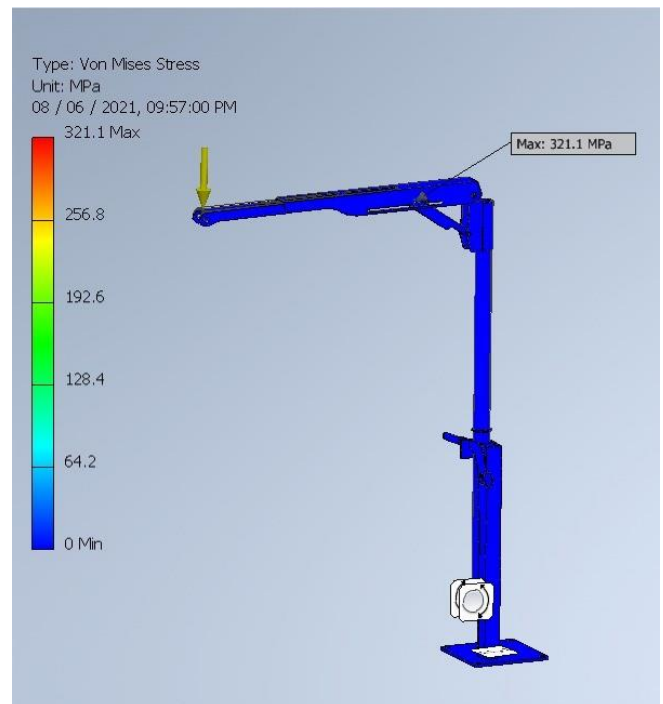 Type: Von Mises Stress
Unit: MPa
08 / 06 / 2021, 09:57:00 PM
321.1 Max
Max: 321.1 MPa
256.8
192.6
128.4
64.2
0 Min